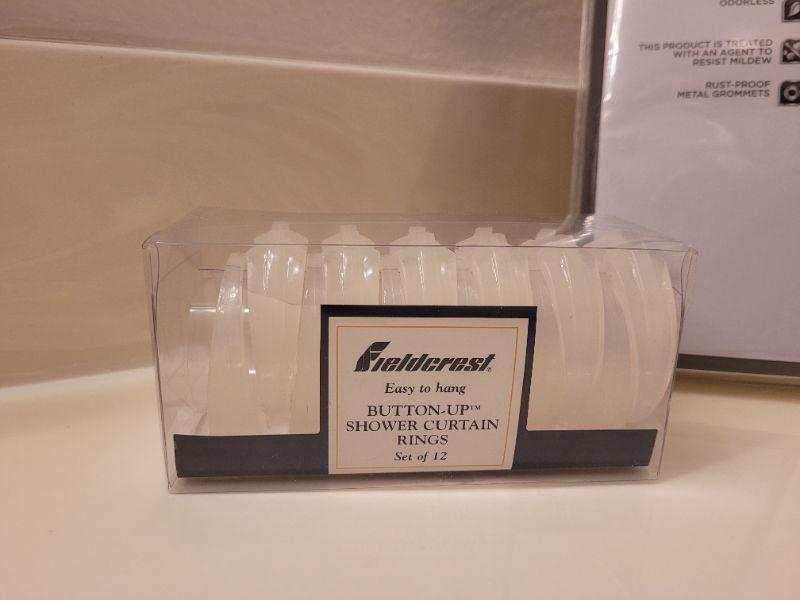 ODORLESS
THIS PRODUCT IS TREATED
WITH AN AGENT TO
RESIST MILDEW
RUST-PROOF
METAL GROMMETS
Fieldcrest®
Easy to hang
BUTTON-UP™
SHOWER CURTAIN
RINGS
Set of 12